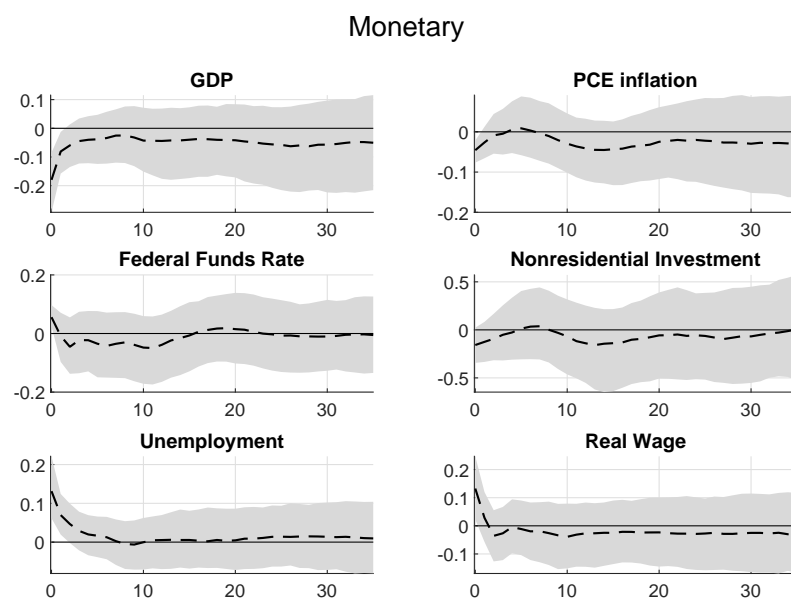 Monetary
GDP
0.1
0
-0.1
-0.2
0 10 20 30
PCE inflation
0
-0.1
-0.2
0 10 20 30
Federal Funds Rate
0.2
0
-0.2
0 10 20 30
Nonresidential Investment
0.5
0
-0.5
0 10 20 30
Unemployment
0.2
0.1
0
0 10 20 30
Real Wage
0.2
0.1
0
-0.1
0 10 20 30